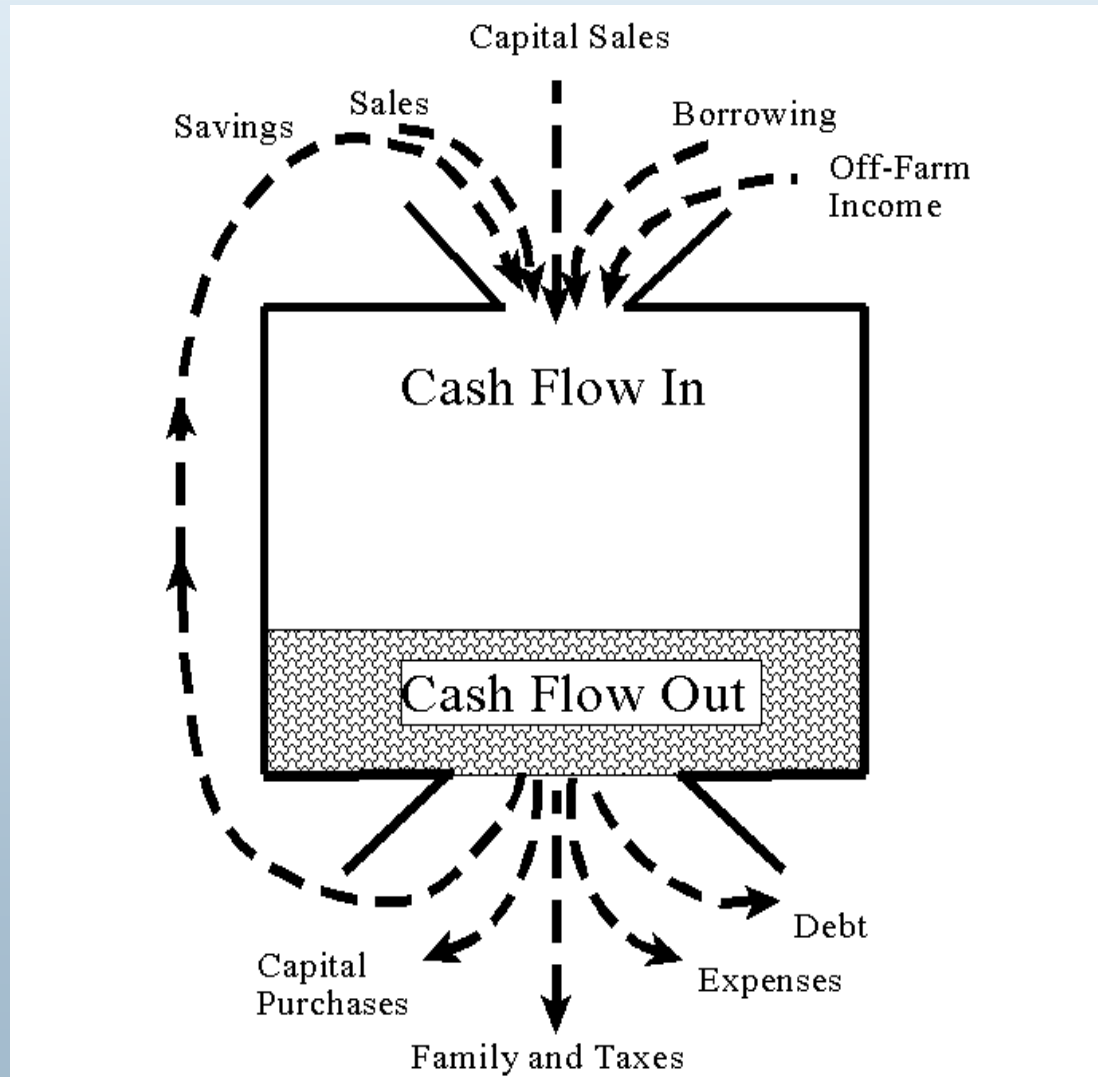 Capital Sales
Sales
Savings
Borrowing
Off-Farm
Income
Cash Flow In
Cash Flow Out
Debt
Capital
Purchases
Expenses
Family and Taxes